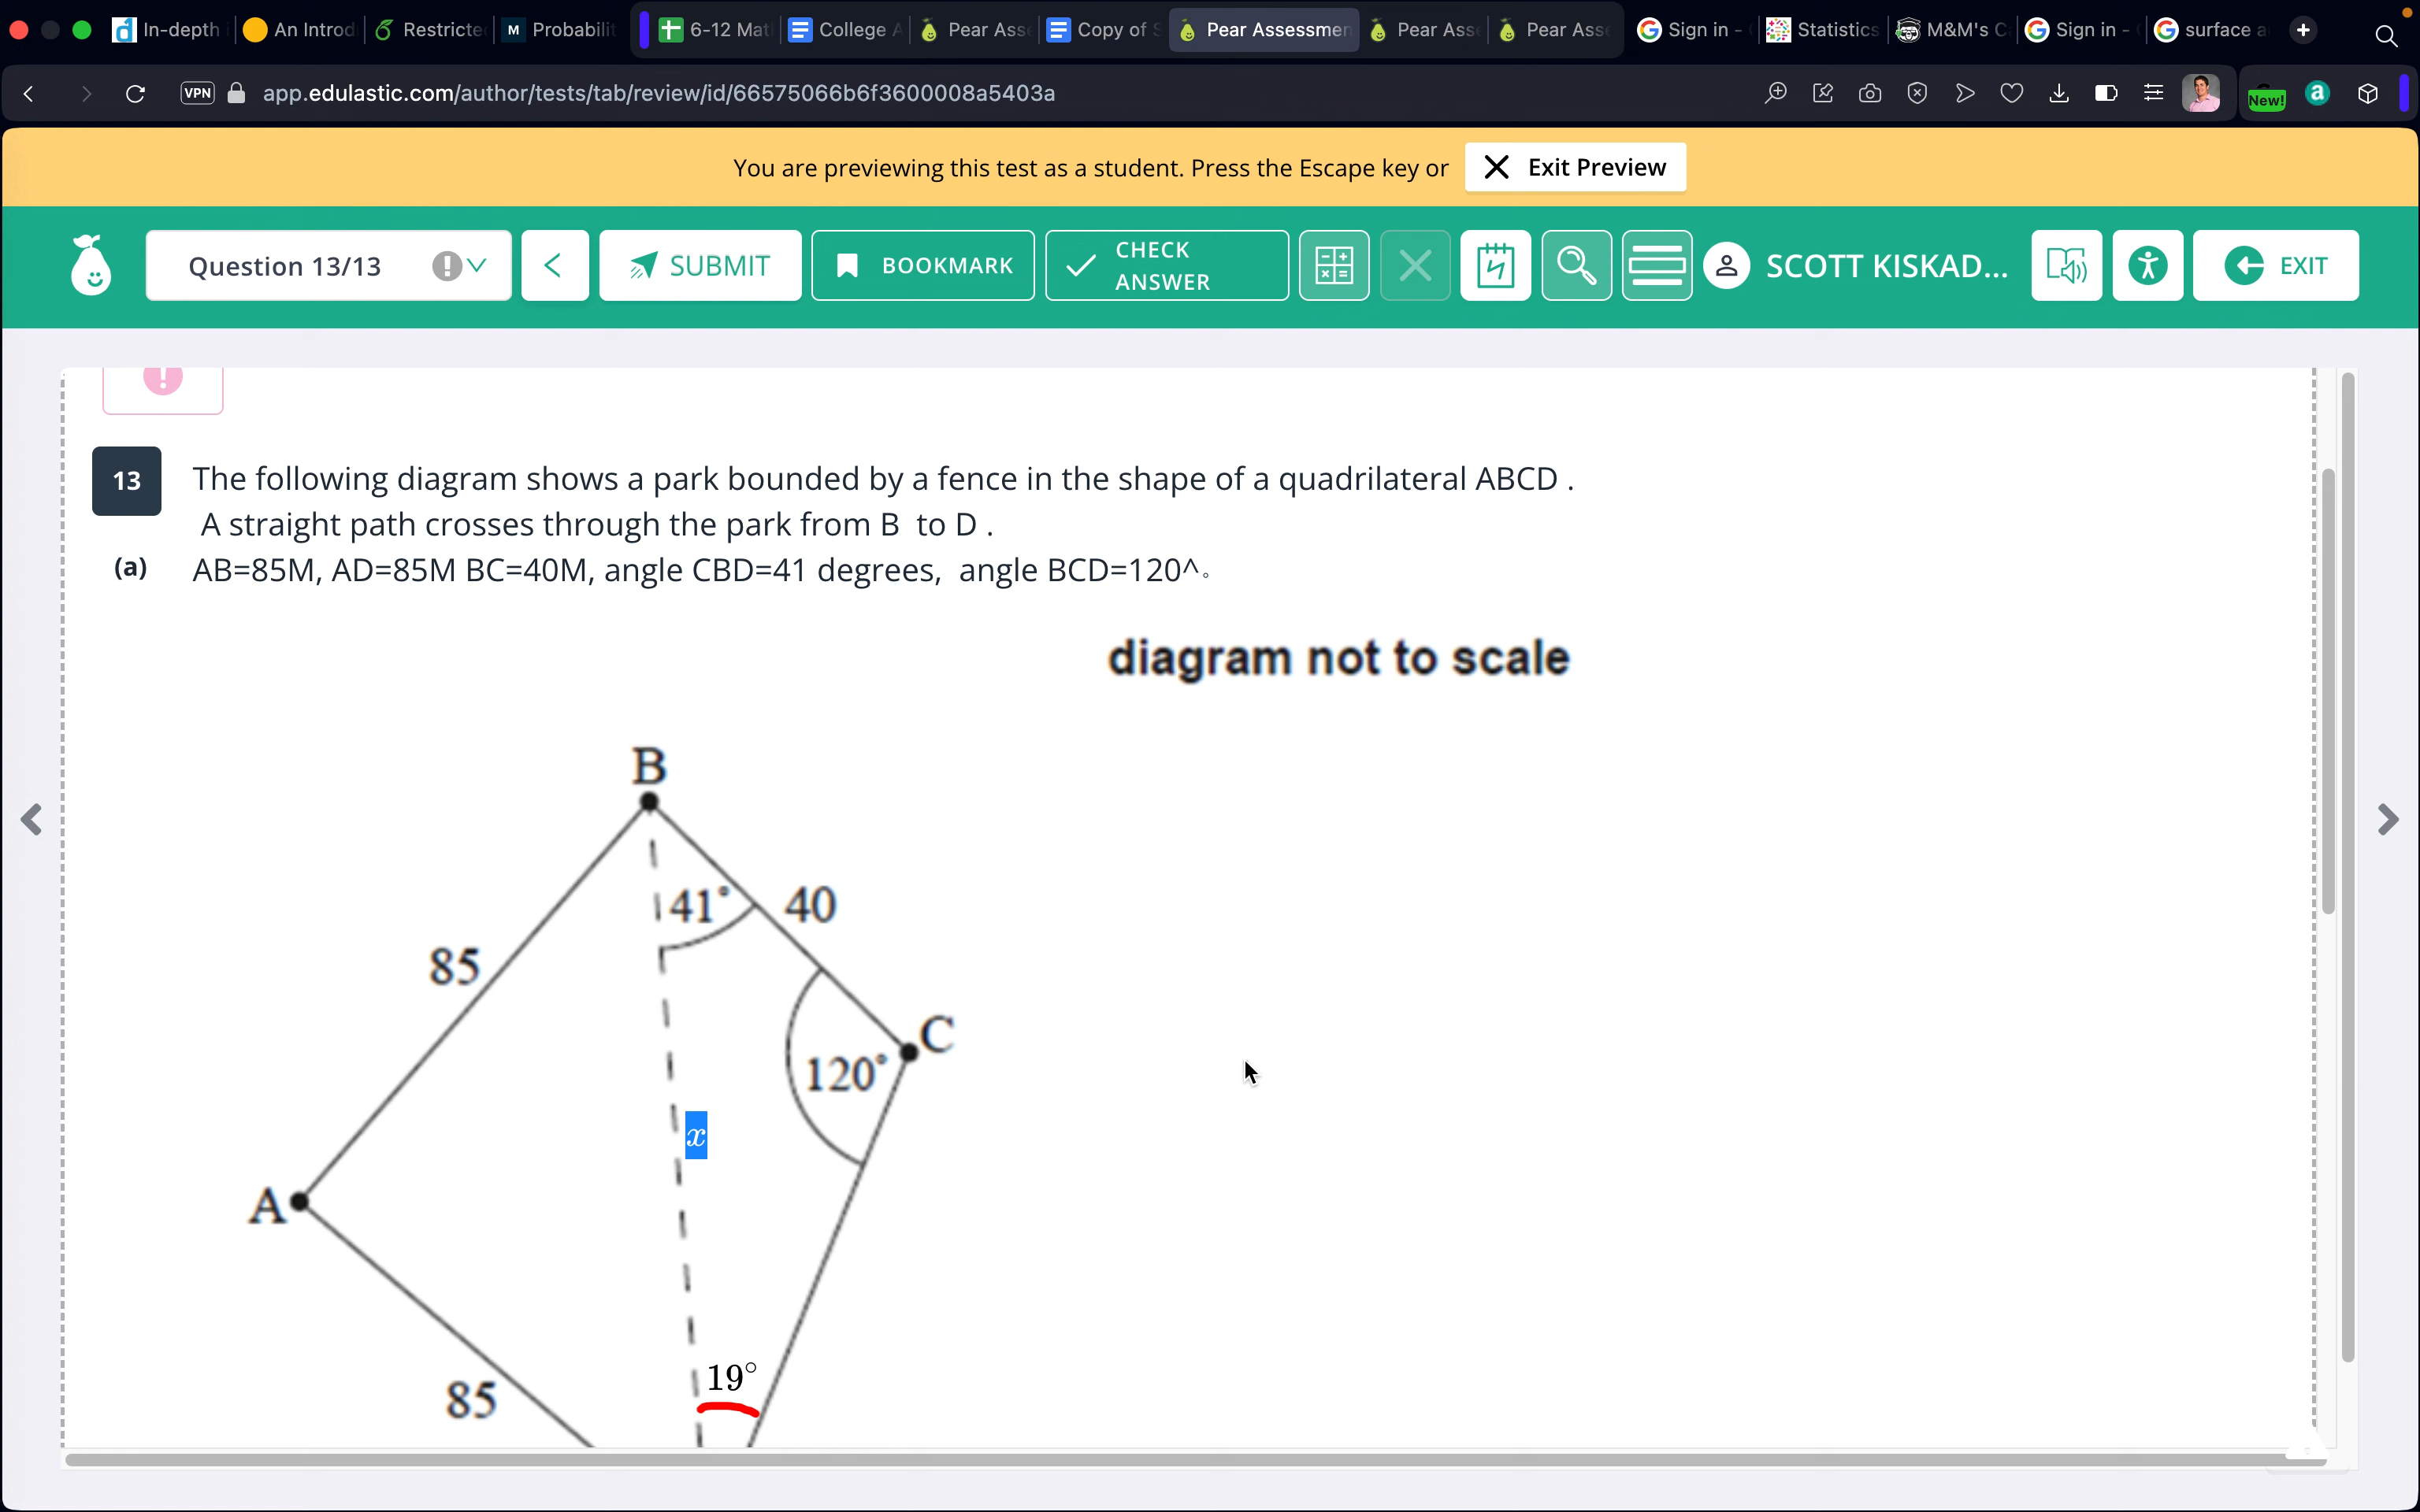 In-depth
An Introd
Restricte
M Probabilit
6-12 Mat
College A
Pear Ass
Copy of S
Pear Assessmen
Pear Ass
Pear Ass
Sign in -
Statistics
M&M's C
Sign in -
surface a
VPN
app.edulastic.com/author/tests/tab/review/id/66575066b6f3600008a5403a
New!
a
You are previewing this test as a student. Press the Escape key or
Exit Preview
Question 13/13
SUBMIT
BOOKMARK
CHECK
ANSWER
SCOTT KISKAD...
EXIT
13 The following diagram shows a park bounded by a fence in the shape of a quadrilateral ABCD .
A straight path crosses through the park from B to D .
(a) AB=85M, AD=85M BC=40M, angle CBD=41 degrees, angle BCD=120^∘
diagram not to scale
B
41°
40
85
C
120°
x
A
19°
85